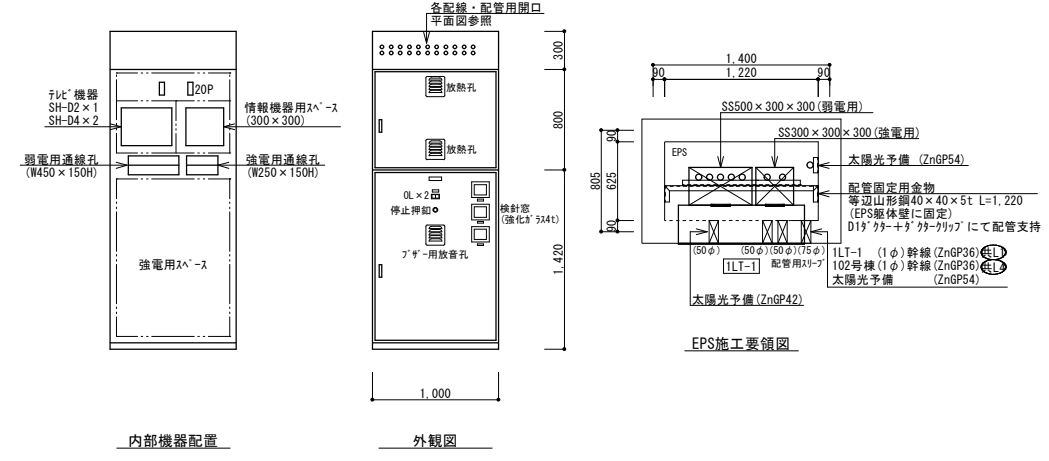 ﾃﾚﾋﾞ機器
SH-D2×1
SH-D4×2
弱電用通線孔
(W450×150H)
20P
情報機器用ｽﾍﾟｰｽ
(300×300)
強電用通線孔
(W250×150H)
強電用ｽﾍﾟｰｽ
内部機器配置
各配線・配管用開口
平面図参照
放熱孔
放熱孔
OL×2
停止押釦
検針窓
(強化ｶﾞﾗｽ4t)
ﾌﾞｻﾞｰ用放音孔
300
800
1,420
1,000
外観図
1,400
90
1,220
90
SS500×300×300(弱電用)
SS300×300×300(強電用)
EPS
805
90
625
90
太陽光予備 (ZnGP54)
配管固定用金物
等辺山形鋼40×40×5t L=1,220
(EPS躯体壁に固定)
D1ﾀﾞｸﾀｰ+ﾀﾞｸﾀｰｸﾘｯﾌﾟにて配管支持
(50φ)
(50φ)(50φ)(75φ)
1LT-1
配管用ｽﾘｰﾌﾞ
1LT-1 (1φ)幹線(ZnGP36)共L1
102号棟(1φ)幹線(ZnGP36)共L4
太陽光予備 (ZnGP54)
太陽光予備(ZnGP42)
EPS施工要領図